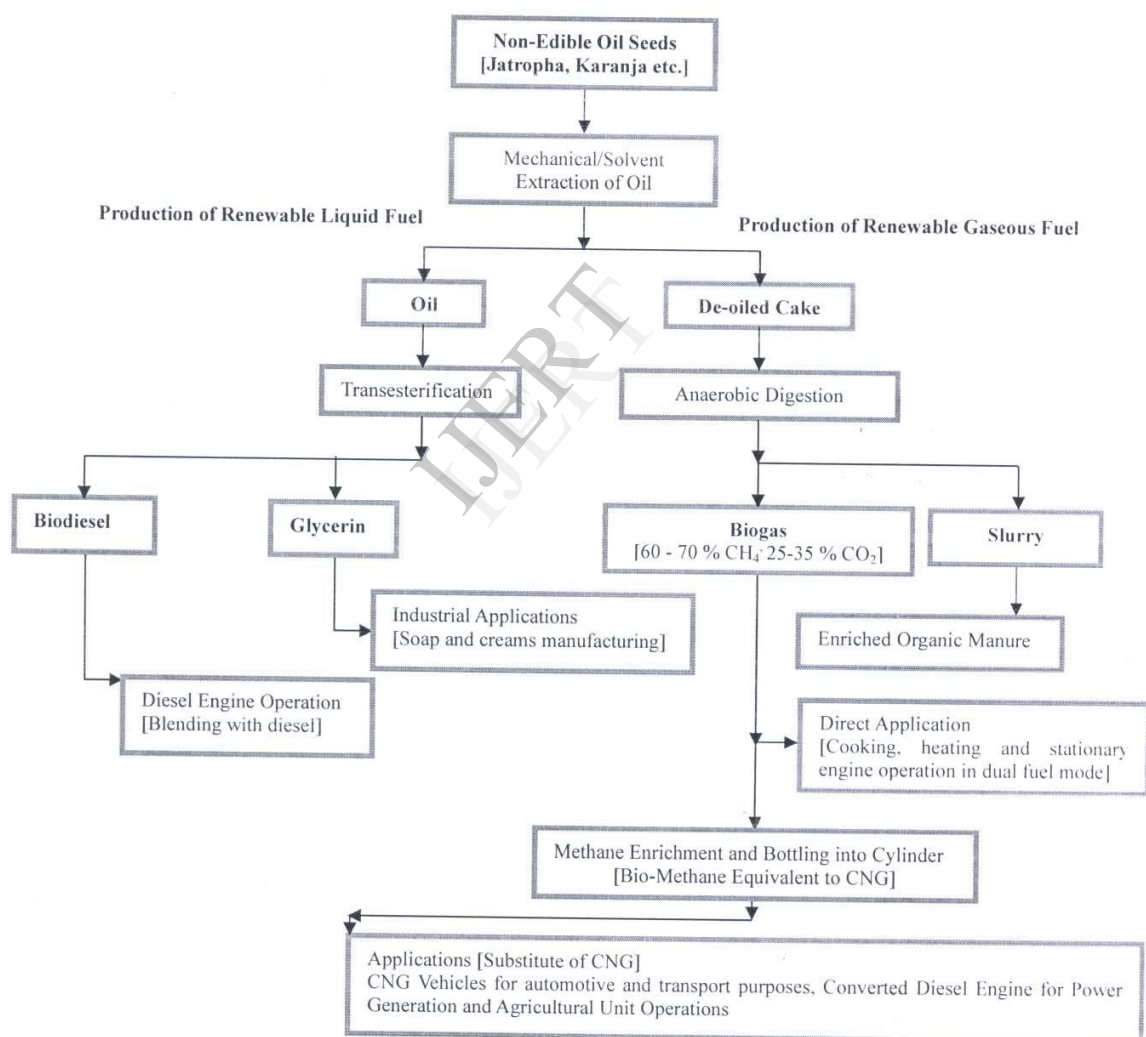 Non-Edible Oil Seeds
[Jatropha, Karanja etc.]
Mechanical/Solvent
Extraction of Oil
Production of Renewable Liquid Fuel
Production of Renewable Gaseous Fuel
Oil
De-oiled Cake
Transesterification
Anaerobic Digestion
Biodiesel
Glycerin
Biogas
[60 - 70 % CH₄, 25-35 % CO₂]
Slurry
Industrial Applications
[Soap and creams manufacturing]
Enriched Organic Manure
Diesel Engine Operation
[Blending with diesel]
Direct Application
[Cooking, heating and stationary
engine operation in dual fuel mode]
Methane Enrichment and Bottling into Cylinder
[Bio-Methane Equivalent to CNG]
Applications [Substitute of CNG]
CNG Vehicles for automotive and transport purposes, Converted Diesel Engine for Power
Generation and Agricultural Unit Operations
IJERT